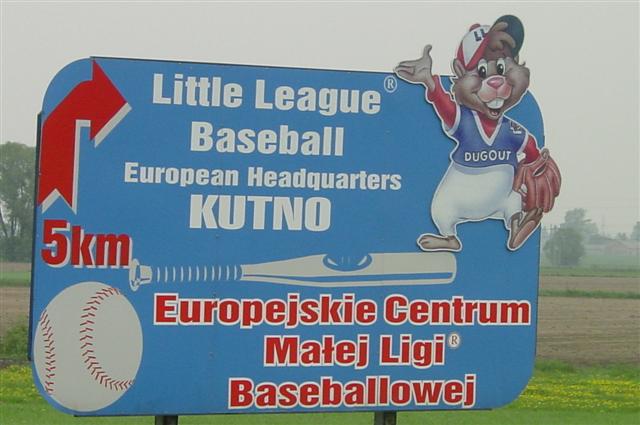 Little League®
Baseball
European Headquarters
KUTNO
5km
DUGOUT
Europejskie Centrum
Małej Ligi®
Baseballowej